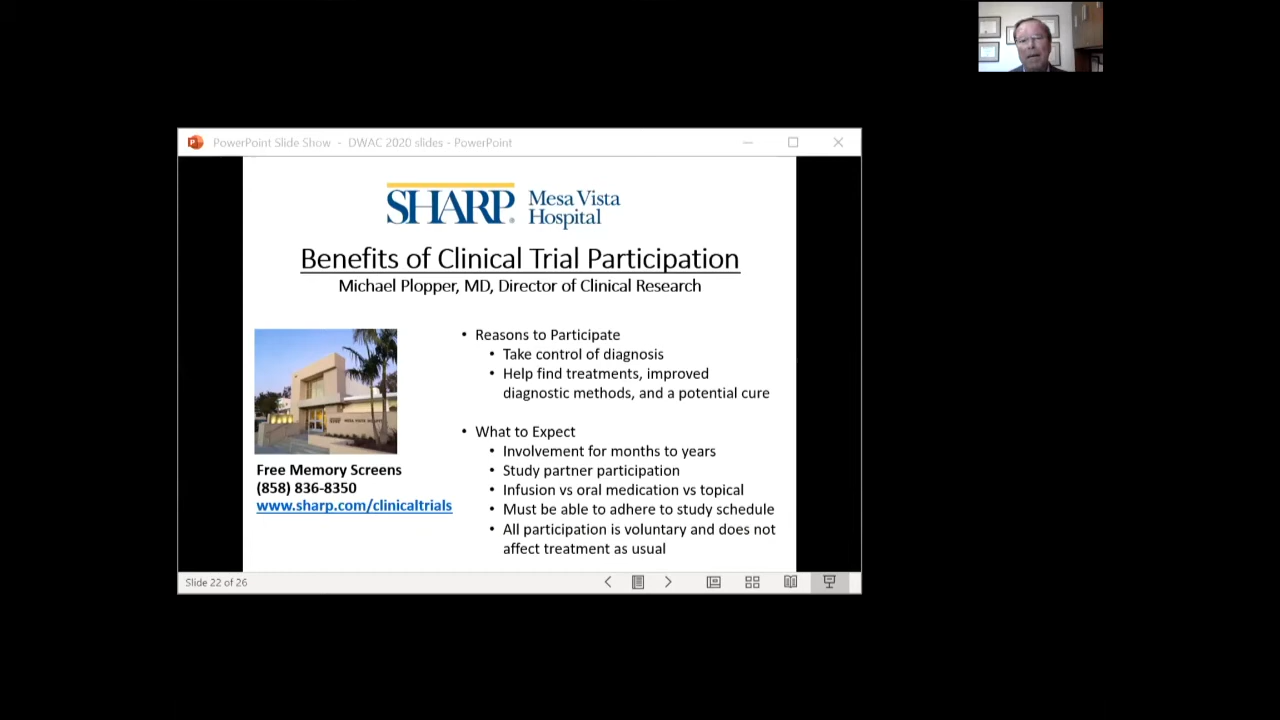 PowerPoint Slide Show - DWAC 2020 slides - PowerPoint
SHARP® Mesa Vista
Hospital
Benefits of Clinical Trial Participation
Michael Plopper, MD, Director of Clinical Research
• Reasons to Participate
• Take control of diagnosis
• Help find treatments, improved
diagnostic methods, and a potential cure
• What to Expect
• Involvement for months to years
• Study partner participation
• Infusion vs oral medication vs topical
• Must be able to adhere to study schedule
• All participation is voluntary and does not
affect treatment as usual
Free Memory Screens
(858) 836-8350
www.sharp.com/clinicaltrials
Slide 22 of 26